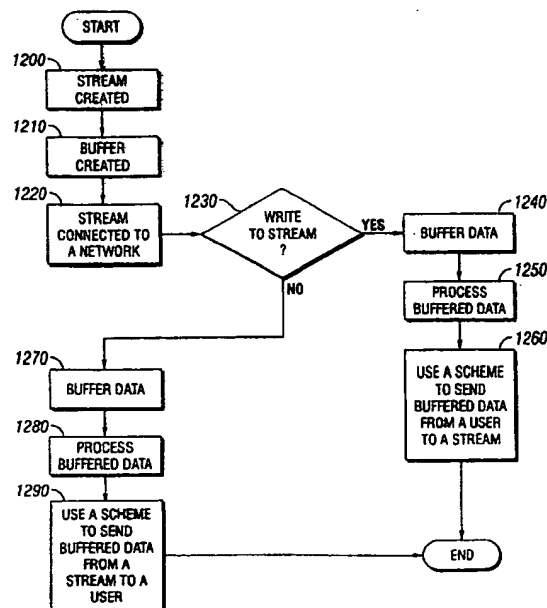 START
1200
STREAM
CREATED
1210
BUFFER
CREATED
1220
STREAM
CONNECTED TO
A NETWORK
1230
WRITE
TO STREAM
?
YES
NO
1240
BUFFER DATA
1250
PROCESS
BUFFERED DATA
1260
USE A SCHEME
TO SEND
BUFFERED DATA
FROM A USER
TO A STREAM
1270
BUFFER DATA
1280
PROCESS
BUFFERED DATA
1290
USE A SCHEME
TO SEND
BUFFERED DATA
FROM A
STREAM TO A
USER
END